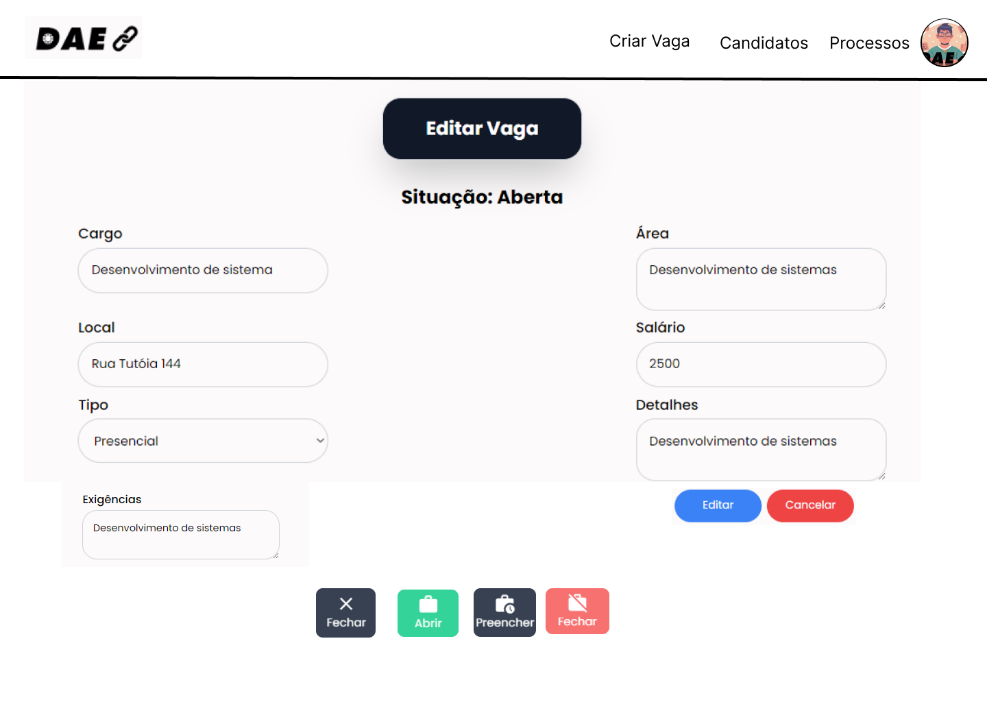 DAE
Criar Vaga
Candidatos
Processos
DAE
Editar Vaga
Situação: Aberta
Cargo
Desenvolvimento de sistema
Área
Desenvolvimento de sistemas
Local
Rua Tutóia 144
Salário
2500
Tipo
Presencial
Detalhes
Desenvolvimento de sistemas
Exigências
Desenvolvimento de sistemas
Editar
Cancelar
Fechar
Abrir
Preencher
Fechar